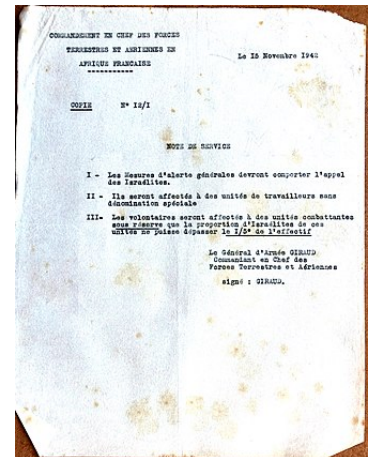 COMMANDEMENT EN CHEF DES FORCES
TERRESTRES ET AERIENNES EN
AFRIQUE FRANCAISE
-----------
Le 15 Novembre 1942
COPIE N° 12/I
NOTE DE SERVICE
I - Les Mesures d'alerte générales devront comporter l'appel
des Israélites.
II - Ils seront affectés à des unités de travailleurs sans
dénomination spéciale
III- Les volontaires seront affectés à des unités combattantes
sous réserve que la proportion d'Israélites de ces
unités ne puisse dépasser le I/5° de l'effectif
Le Général d'Armée GIRAUD
Commandant en Chef des
Forces Terrestres et Aériennes
signé : GIRAUD.